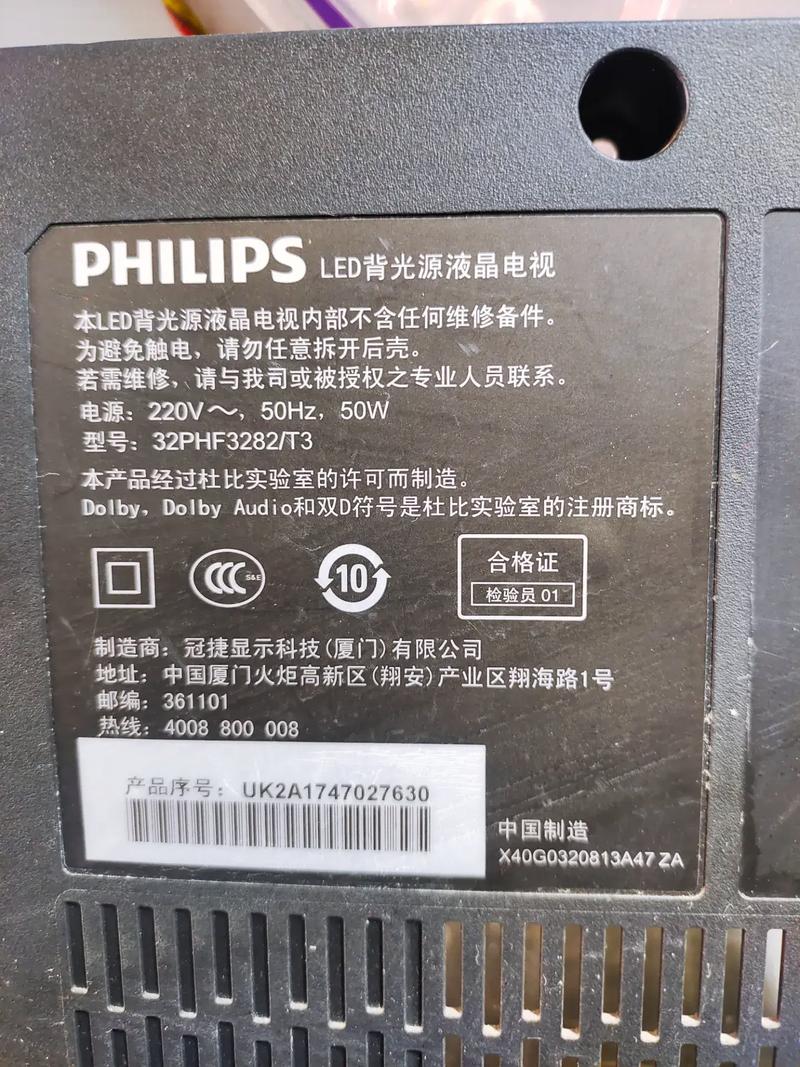 PHILIPS LED背光源液晶电视
本LED背光源液晶电视内部不含任何维修备件。
为避免触电，请勿任意拆开后壳。
若需维修，请与我司或被授权之专业人员联系。
电源：220V～，50Hz，50W
型号：32PHF3282/T3
本产品经过杜比实验室的许可而制造。
Dolby，Dolby Audio和双D符号是杜比实验室的注册商标。
CCC S&E
10
合格证
检验员 01
制造商：冠捷显示科技(厦门)有限公司
地址：中国厦门火炬高新区(翔安)产业区翔海路1号
邮编：361101
热线：4008 800 008
产品序号：UK2A1747027630
中国制造
X40G0320813A47 ZA